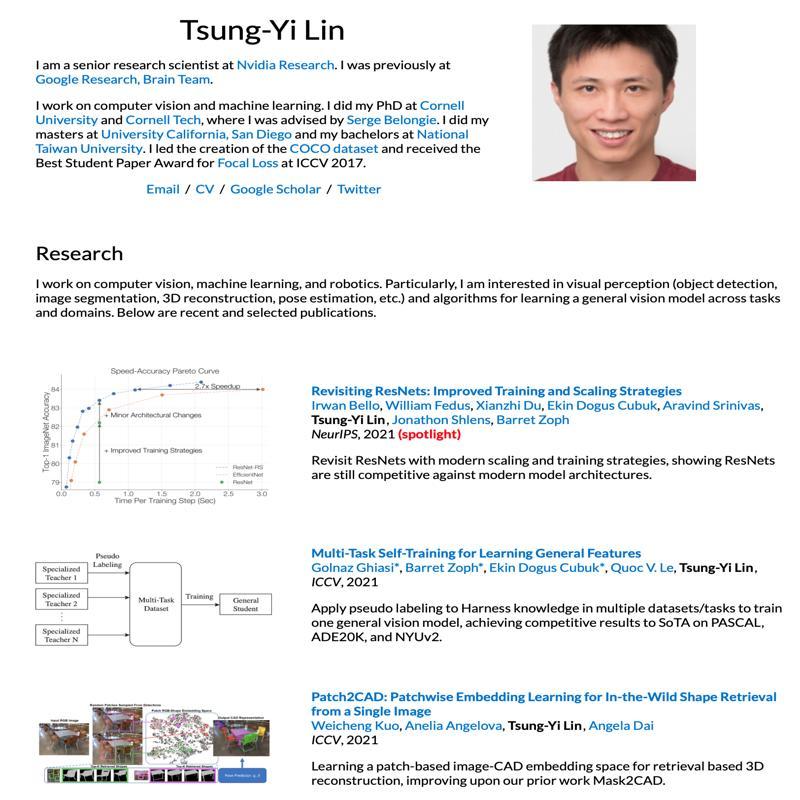 Tsung-Yi Lin
I am a senior research scientist at Nvidia Research. I was previously at
Google Research, Brain Team.
I work on computer vision and machine learning. I did my PhD at Cornell
University and Cornell Tech, where I was advised by Serge Belongie. I did my
masters at University California, San Diego and my bachelors at National
Taiwan University. I led the creation of the COCO dataset and received the
Best Student Paper Award for Focal Loss at ICCV 2017.
Email / CV / Google Scholar / Twitter
Research
I work on computer vision, machine learning, and robotics. Particularly, I am interested in visual perception (object detection,
image segmentation, 3D reconstruction, pose estimation, etc.) and algorithms for learning a general vision model across tasks
and domains. Below are recent and selected publications.
Speed-Accuracy Pareto Curve
2.7x Speedup
+ Minor Architectural Changes
+ Improved Training Strategies
ResNet-RS
EfficientNet
ResNet
Top-1 ImageNet Accuracy
84
83
82
81
80
79
0.0 0.5 1.0 1.5 2.0 2.5 3.0
Time Per Training Step (Sec)
Revisiting ResNets: Improved Training and Scaling Strategies
Irwan Bello, William Fedus, Xianzhi Du, Ekin Dogus Cubuk, Aravind Srinivas,
Tsung-Yi Lin, Jonathon Shlens, Barret Zoph
NeurIPS, 2021 (spotlight)
Revisit ResNets with modern scaling and training strategies, showing ResNets
are still competitive against modern model architectures.
Pseudo
Labeling
Specialized
Teacher 1
Specialized
Teacher 2
Specialized
Teacher N
Multi-Task
Dataset
Training
General
Student
Multi-Task Self-Training for Learning General Features
Golnaz Ghiasi*, Barret Zoph*, Ekin Dogus Cubuk*, Quoc V. Le, Tsung-Yi Lin,
ICCV, 2021
Apply pseudo labeling to Harness knowledge in multiple datasets/tasks to train
one general vision model, achieving competitive results to SoTA on PASCAL,
ADE20K, and NYUv2.
Input RGB Image
Output CAD Representation
Patch2CAD: Patchwise Embedding Learning for In-the-Wild Shape Retrieval
from a Single Image
Weicheng Kuo, Anelia Angelova, Tsung-Yi Lin, Angela Dai
ICCV, 2021
Learning a patch-based image-CAD embedding space for retrieval based 3D
reconstruction, improving upon our prior work Mask2CAD.